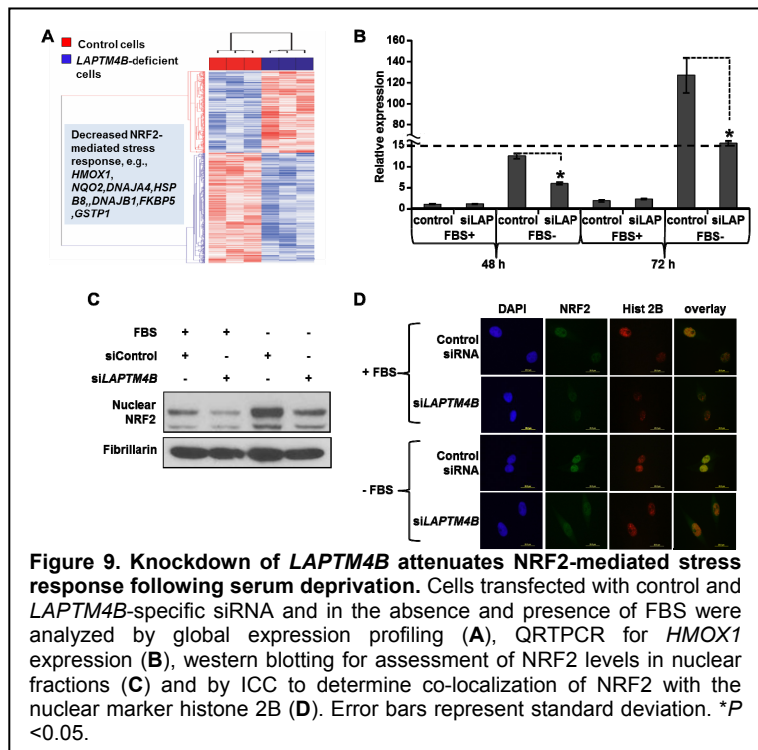 A
Control cells
LAPTM4B-deficient
cells
Decreased NRF2-
mediated stress
response, e.g.,
HMOX1,
NQO2,DNAJA4,HSP
B8,,DNAJB1,FKBP5
,GSTP1
B
Relative expression
160
140
120
100
80
60
15
10
5
0
control siLAP control siLAP control siLAP control siLAP
FBS+ FBS- FBS+ FBS-
48 h 72 h
*
*
C
FBS + + - -
siControl + - + -
siLAPTM4B - + - +
Nuclear
NRF2
Fibrillarin
D
DAPI NRF2 Hist 2B overlay
+ FBS
Control
siRNA
siLAPTM4B
- FBS
Control
siRNA
siLAPTM4B
Figure 9. Knockdown of LAPTM4B attenuates NRF2-mediated stress
response following serum deprivation. Cells transfected with control and
LAPTM4B-specific siRNA and in the absence and presence of FBS were
analyzed by global expression profiling (A), QRTPCR for HMOX1
expression (B), western blotting for assessment of NRF2 levels in nuclear
fractions (C) and by ICC to determine co-localization of NRF2 with the
nuclear marker histone 2B (D). Error bars represent standard deviation. *P
<0.05.